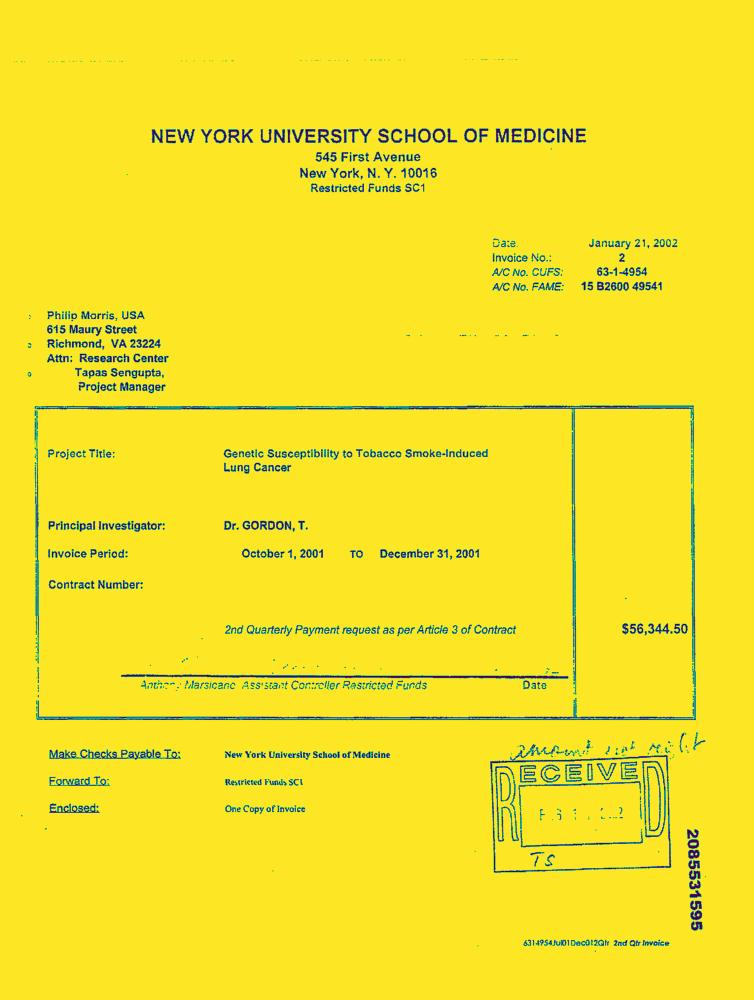 NEW YORK UNIVERSITY SCHOOL OF MEDICINE
545 First Avenue
New York, N. Y. 10016
Restricted Funds SC1
Date: January 21, 2002
Invoice No.: 2
A/C No. CUFS: 63-1-4954
A/C No. FAME: 15 B2600 49541
Philip Morris, USA
615 Maury Street
Richmond, VA 23224
Attn: Research Center
Tapas Sengupta,
Project Manager
Project Title: Genetic Susceptibility to Tobacco Smoke-Induced
Lung Cancer
Principal Investigator: Dr. GORDON, T.
Invoice Period: October 1, 2001 TO December 31, 2001
Contract Number:
2nd Quarterly Payment request as per Article 3 of Contract $56,344.50
Anthony Marsicano Assistant Controller Restricted Funds Date
Make Checks Payable To: New York University School of Medicine
Forward To: Restricted Funds SC1
Enclosed: One Copy of Invoice
amount not right
RECEIVED
TS
2085531595
6314954Jul01Dec012Qtr 2nd Qtr Invoice